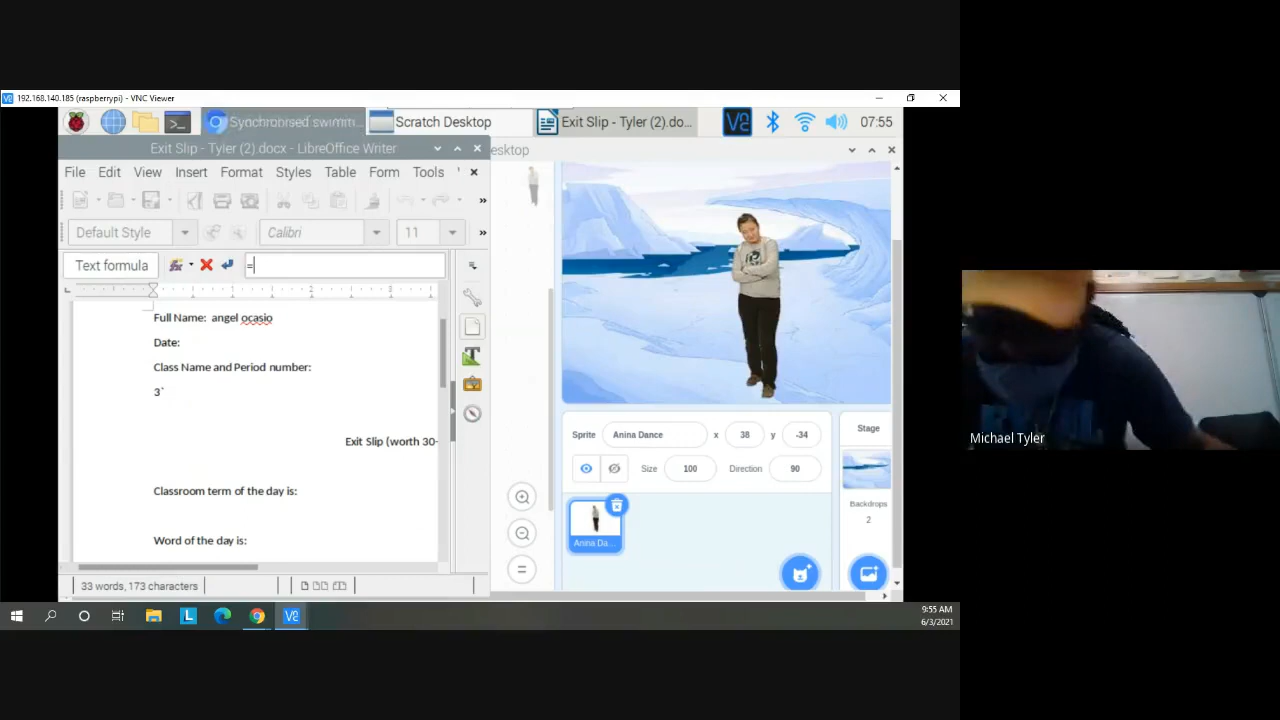 192.168.140.185 (raspberrypi) - VNC Viewer
Synchronised swimm...
Scratch Desktop
Exit Slip - Tyler (2).do...
07:55
Exit Slip - Tyler (2).docx - LibreOffice Writer
esktop
File Edit View Insert Format Styles Table Form Tools
Default Style
Calibri
11
Text formula
=
2
3
Full Name: angel ocasio
Date:
Class Name and Period number:
3`
Exit Slip (worth 30-
Classroom term of the day is:
Word of the day is:
33 words, 173 characters
Sprite
Anina Dance
x
38
y
-34
Size
100
Direction
90
Anina Da...
Stage
Backdrops
2
Michael Tyler
9:55 AM
6/3/2021